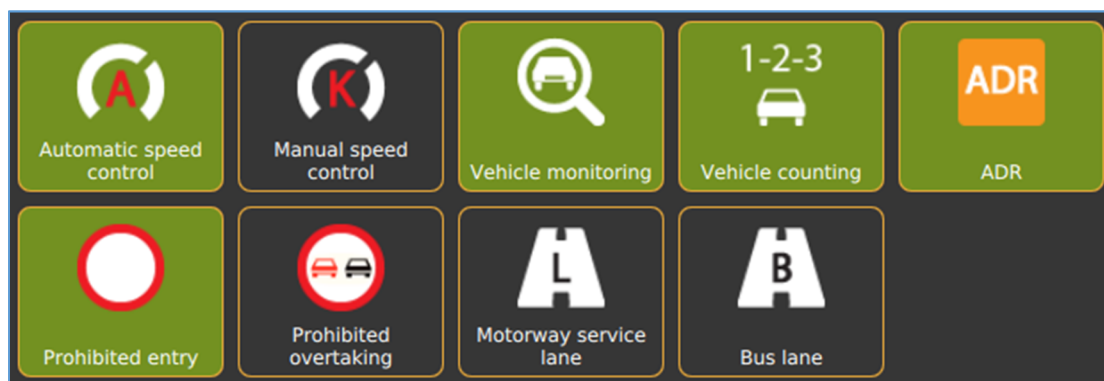 A
Automatic speed
control
K
Manual speed
control
Vehicle monitoring
1-2-3
Vehicle counting
ADR
ADR
Prohibited entry
Prohibited
overtaking
L
Motorway service
lane
B
Bus lane